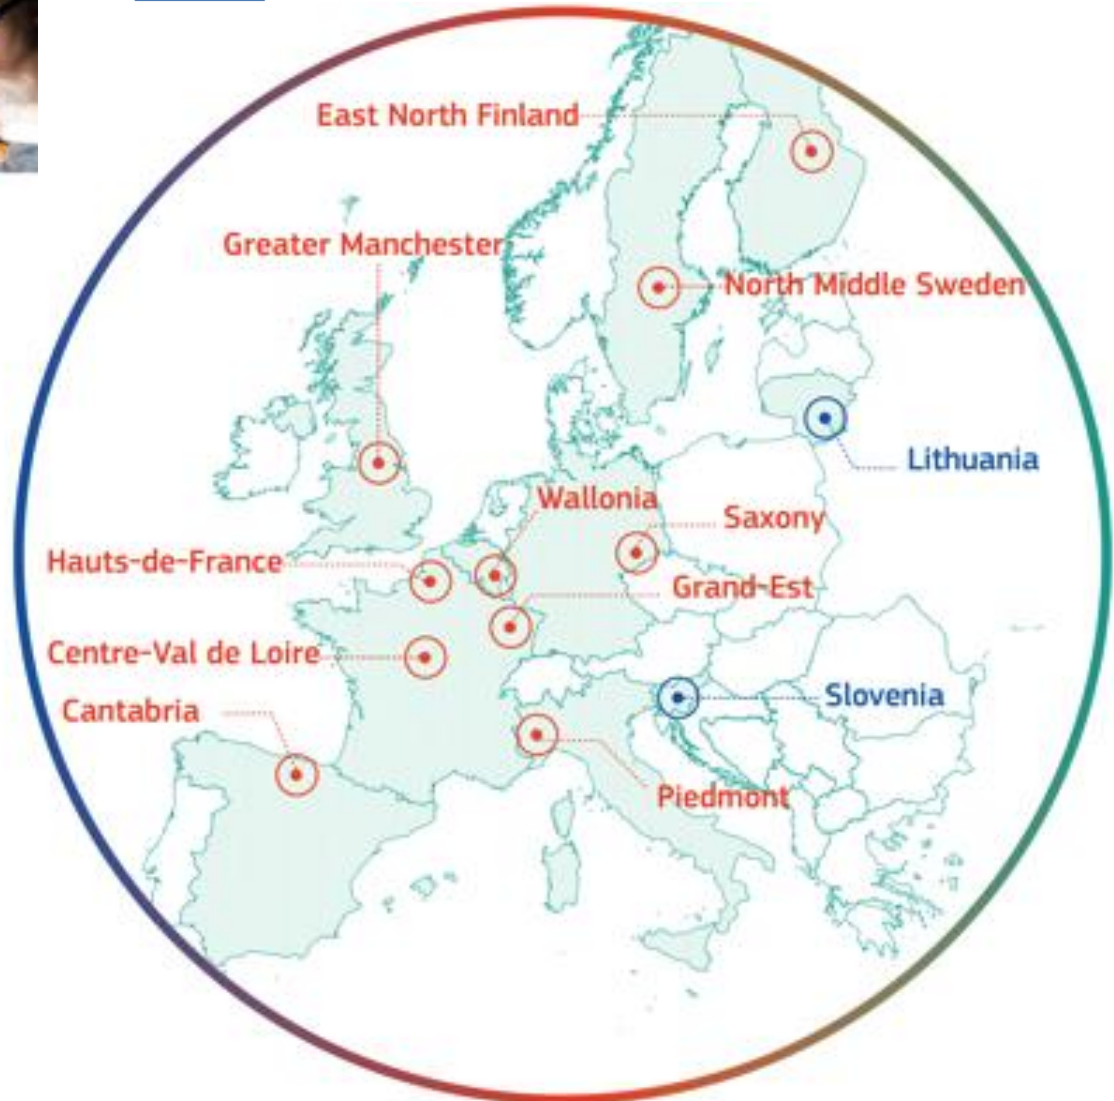 East North Finland
Greater Manchester
North Middle Sweden
Lithuania
Wallonia
Saxony
Hauts-de-France
Grand-Est
Centre-Val de Loire
Slovenia
Cantabria
Piedmont